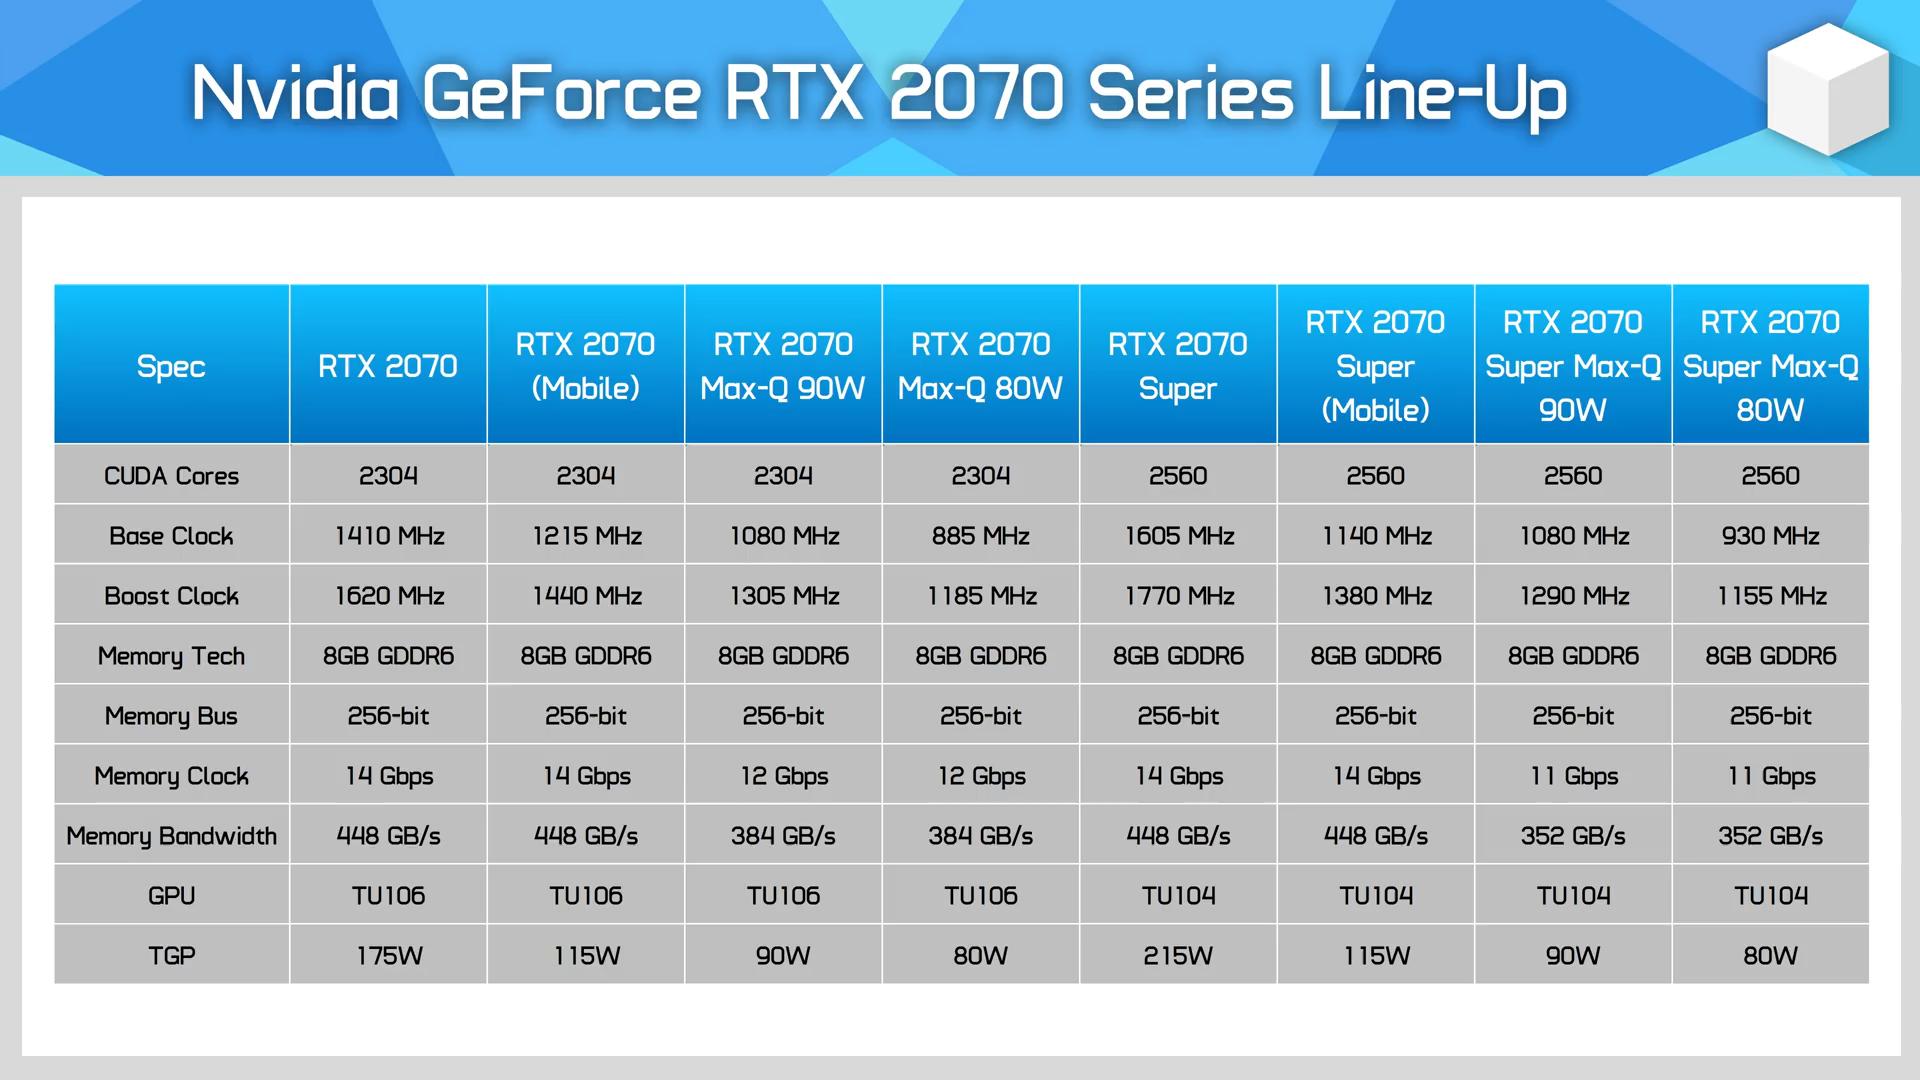 Nvidia GeForce RTX 2070 Series Line-Up
Spec
RTX 2070
RTX 2070
(Mobile)
RTX 2070
Max-Q 90W
RTX 2070
Max-Q 80W
RTX 2070
Super
RTX 2070
Super
(Mobile)
RTX 2070
Super Max-Q
90W
RTX 2070
Super Max-Q
80W
CUDA Cores 2304 2304 2304 2304 2560 2560 2560 2560
Base Clock 1410 MHz 1215 MHz 1080 MHz 885 MHz 1605 MHz 1140 MHz 1080 MHz 930 MHz
Boost Clock 1620 MHz 1440 MHz 1305 MHz 1185 MHz 1770 MHz 1380 MHz 1290 MHz 1155 MHz
Memory Tech 8GB GDDR6 8GB GDDR6 8GB GDDR6 8GB GDDR6 8GB GDDR6 8GB GDDR6 8GB GDDR6 8GB GDDR6
Memory Bus 256-bit 256-bit 256-bit 256-bit 256-bit 256-bit 256-bit 256-bit
Memory Clock 14 Gbps 14 Gbps 12 Gbps 12 Gbps 14 Gbps 14 Gbps 11 Gbps 11 Gbps
Memory Bandwidth 448 GB/s 448 GB/s 384 GB/s 384 GB/s 448 GB/s 448 GB/s 352 GB/s 352 GB/s
GPU TU106 TU106 TU106 TU106 TU104 TU104 TU104 TU104
TGP 175W 115W 90W 80W 215W 115W 90W 80W